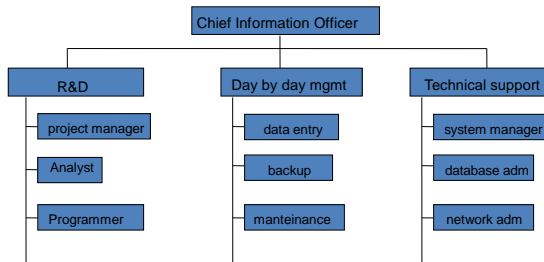 Chief Information Officer
R&D
Day by day mgmt
Technical support
project manager
data entry
system manager
Analyst
backup
database adm
Programmer
manteinance
network adm